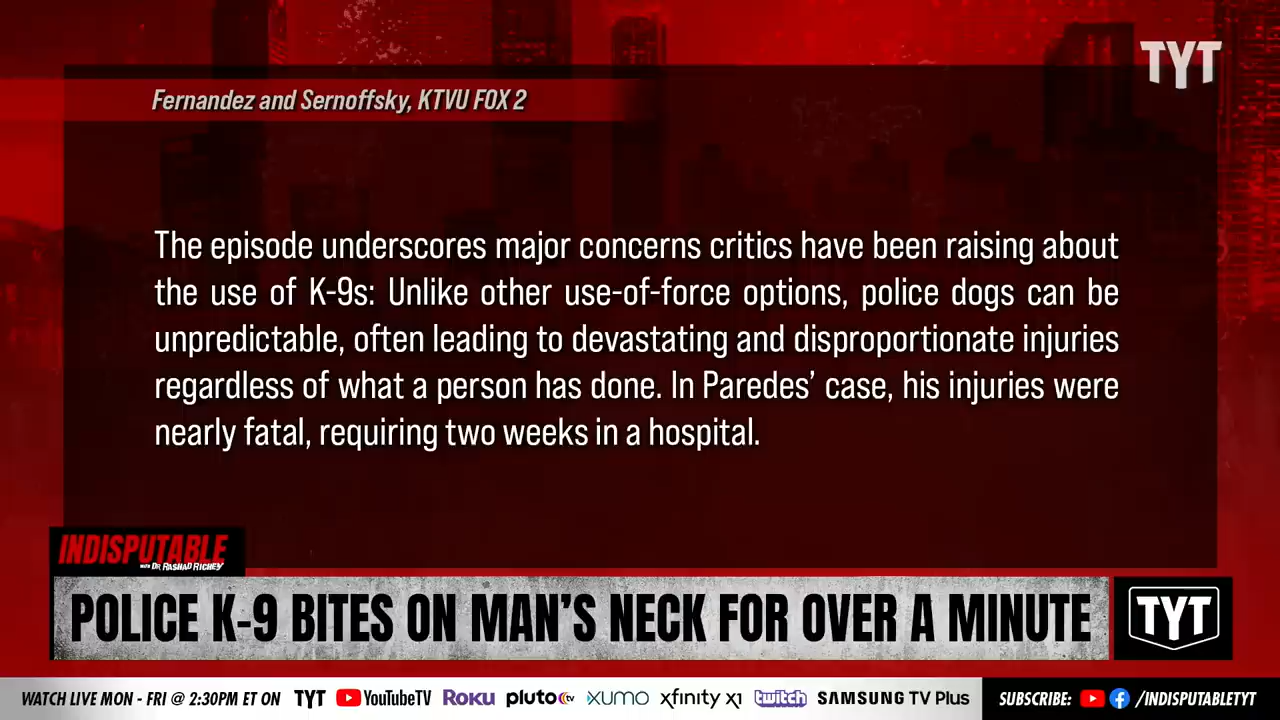 TYT
Fernandez and Sernoffsky, KTVU FOX 2
The episode underscores major concerns critics have been raising about
the use of K-9s: Unlike other use-of-force options, police dogs can be
unpredictable, often leading to devastating and disproportionate injuries
regardless of what a person has done. In Paredes’ case, his injuries were
nearly fatal, requiring two weeks in a hospital.
INDISPUTABLE
WITH DR. RASHAD RICHEY
POLICE K-9 BITES ON MAN’S NECK FOR OVER A MINUTE
TYT
WATCH LIVE MON - FRI @ 2:30PM ET ON TYT YouTubeTV ROKU pluto tv xumo xfinity x1 twitch SAMSUNG TV Plus SUBSCRIBE: /INDISPUTABLETYT